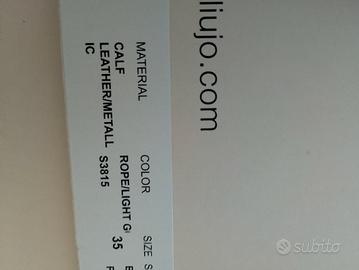 liujo.com
MATERIAL COLOR SIZE
CALF ROPE/LIGHT G 35
LEATHER/METALL S3815
IC
subito